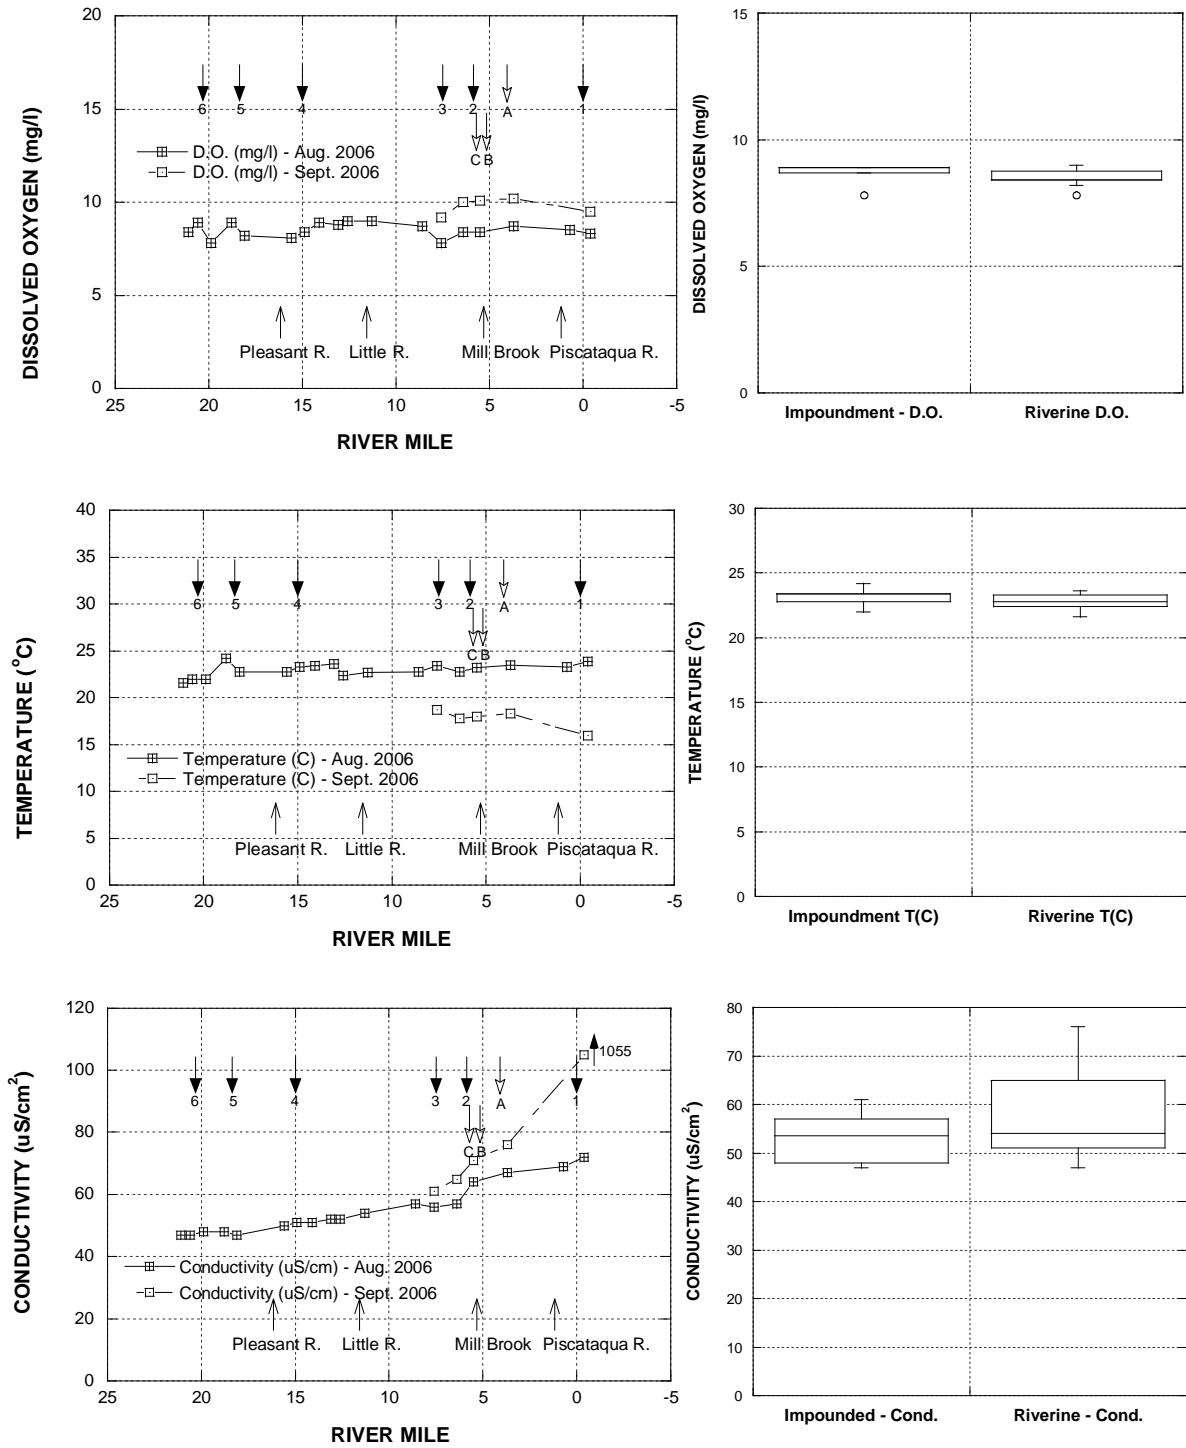 20
15
10
5
0
DISSOLVED OXYGEN (mg/l)
6
5
4
3
2
A
1
C B
D.O. (mg/l) - Aug. 2006
D.O. (mg/l) - Sept. 2006
Pleasant R.
Little R.
Mill Brook
Piscataqua R.
25
20
15
10
5
0
-5
RIVER MILE
15
10
5
0
DISSOLVED OXYGEN (mg/l)
Impoundment - D.O.
Riverine D.O.
40
35
30
25
20
15
10
5
0
TEMPERATURE (°C)
6
5
4
3
2
A
1
C B
Temperature (C) - Aug. 2006
Temperature (C) - Sept. 2006
Pleasant R.
Little R.
Mill Brook
Piscataqua R.
25
20
15
10
5
0
-5
RIVER MILE
30
25
20
15
10
5
0
TEMPERATURE (°C)
Impoundment T(C)
Riverine T(C)
120
100
80
60
40
20
0
CONDUCTIVITY (uS/cm²)
1055
6
5
4
3
2
A
1
C B
Conductivity (uS/cm) - Aug. 2006
Conductivity (uS/cm) - Sept. 2006
Pleasant R.
Little R.
Mill Brook
Piscataqua R.
25
20
15
10
5
0
-5
RIVER MILE
80
70
60
50
40
30
20
10
0
CONDUCTIVITY (uS/cm²)
Impounded - Cond.
Riverine - Cond.